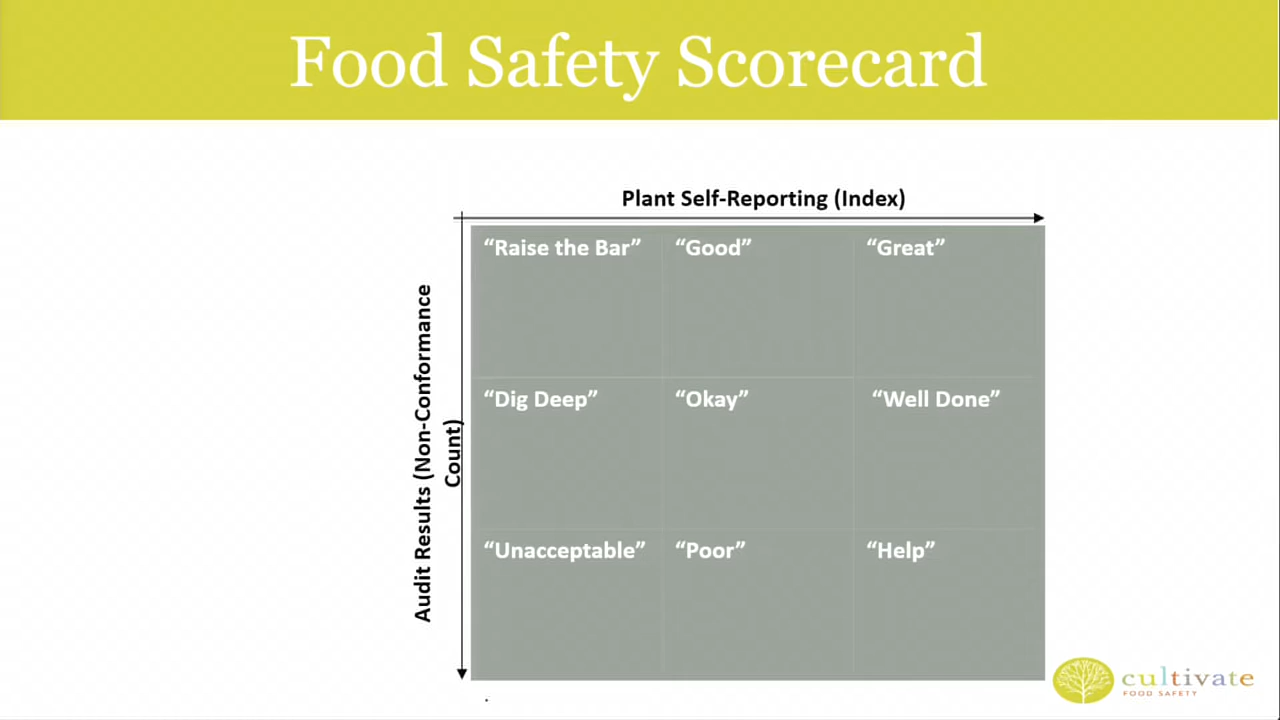 Food Safety Scorecard
Plant Self-Reporting (Index)
Audit Results (Non-Conformance
Count)
“Raise the Bar” “Good” “Great”
“Dig Deep” “Okay” “Well Done”
“Unacceptable” “Poor” “Help”
.
cultivate
FOOD SAFETY